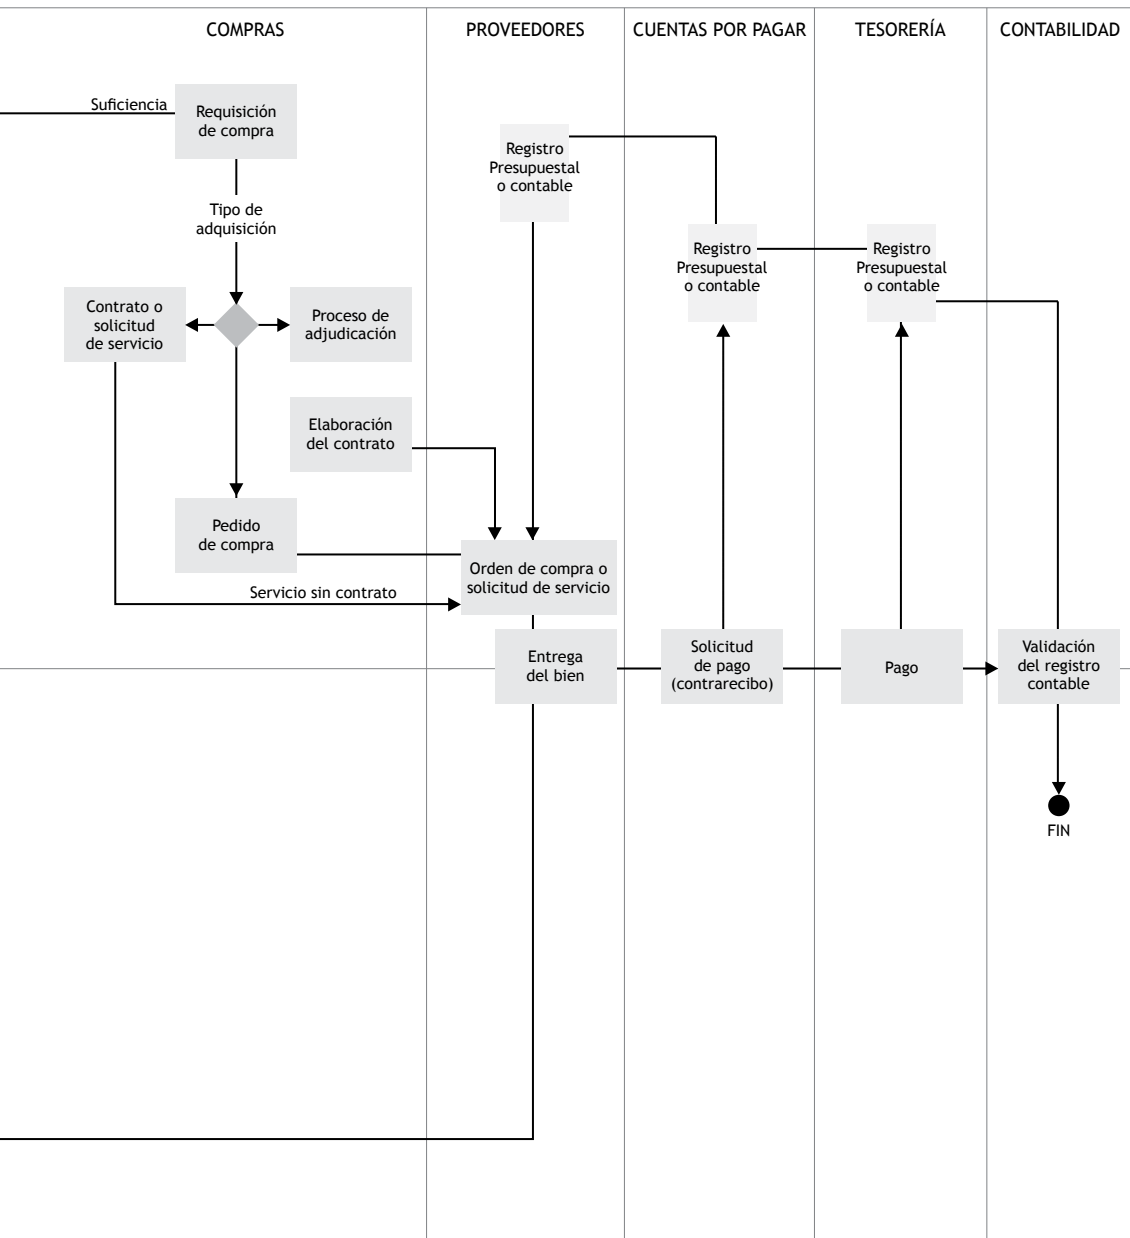 COMPRAS
PROVEEDORES
CUENTAS POR PAGAR
TESORERÍA
CONTABILIDAD
Suficiencia
Requisición
de compra
Tipo de
adquisición
Contrato o
solicitud
de servicio
Proceso de
adjudicación
Elaboración
del contrato
Pedido
de compra
Servicio sin contrato
Registro
Presupuestal
o contable
Orden de compra o
solicitud de servicio
Entrega
del bien
Registro
Presupuestal
o contable
Solicitud
de pago
(contrarecibo)
Registro
Presupuestal
o contable
Pago
Validación
del registro
contable
FIN